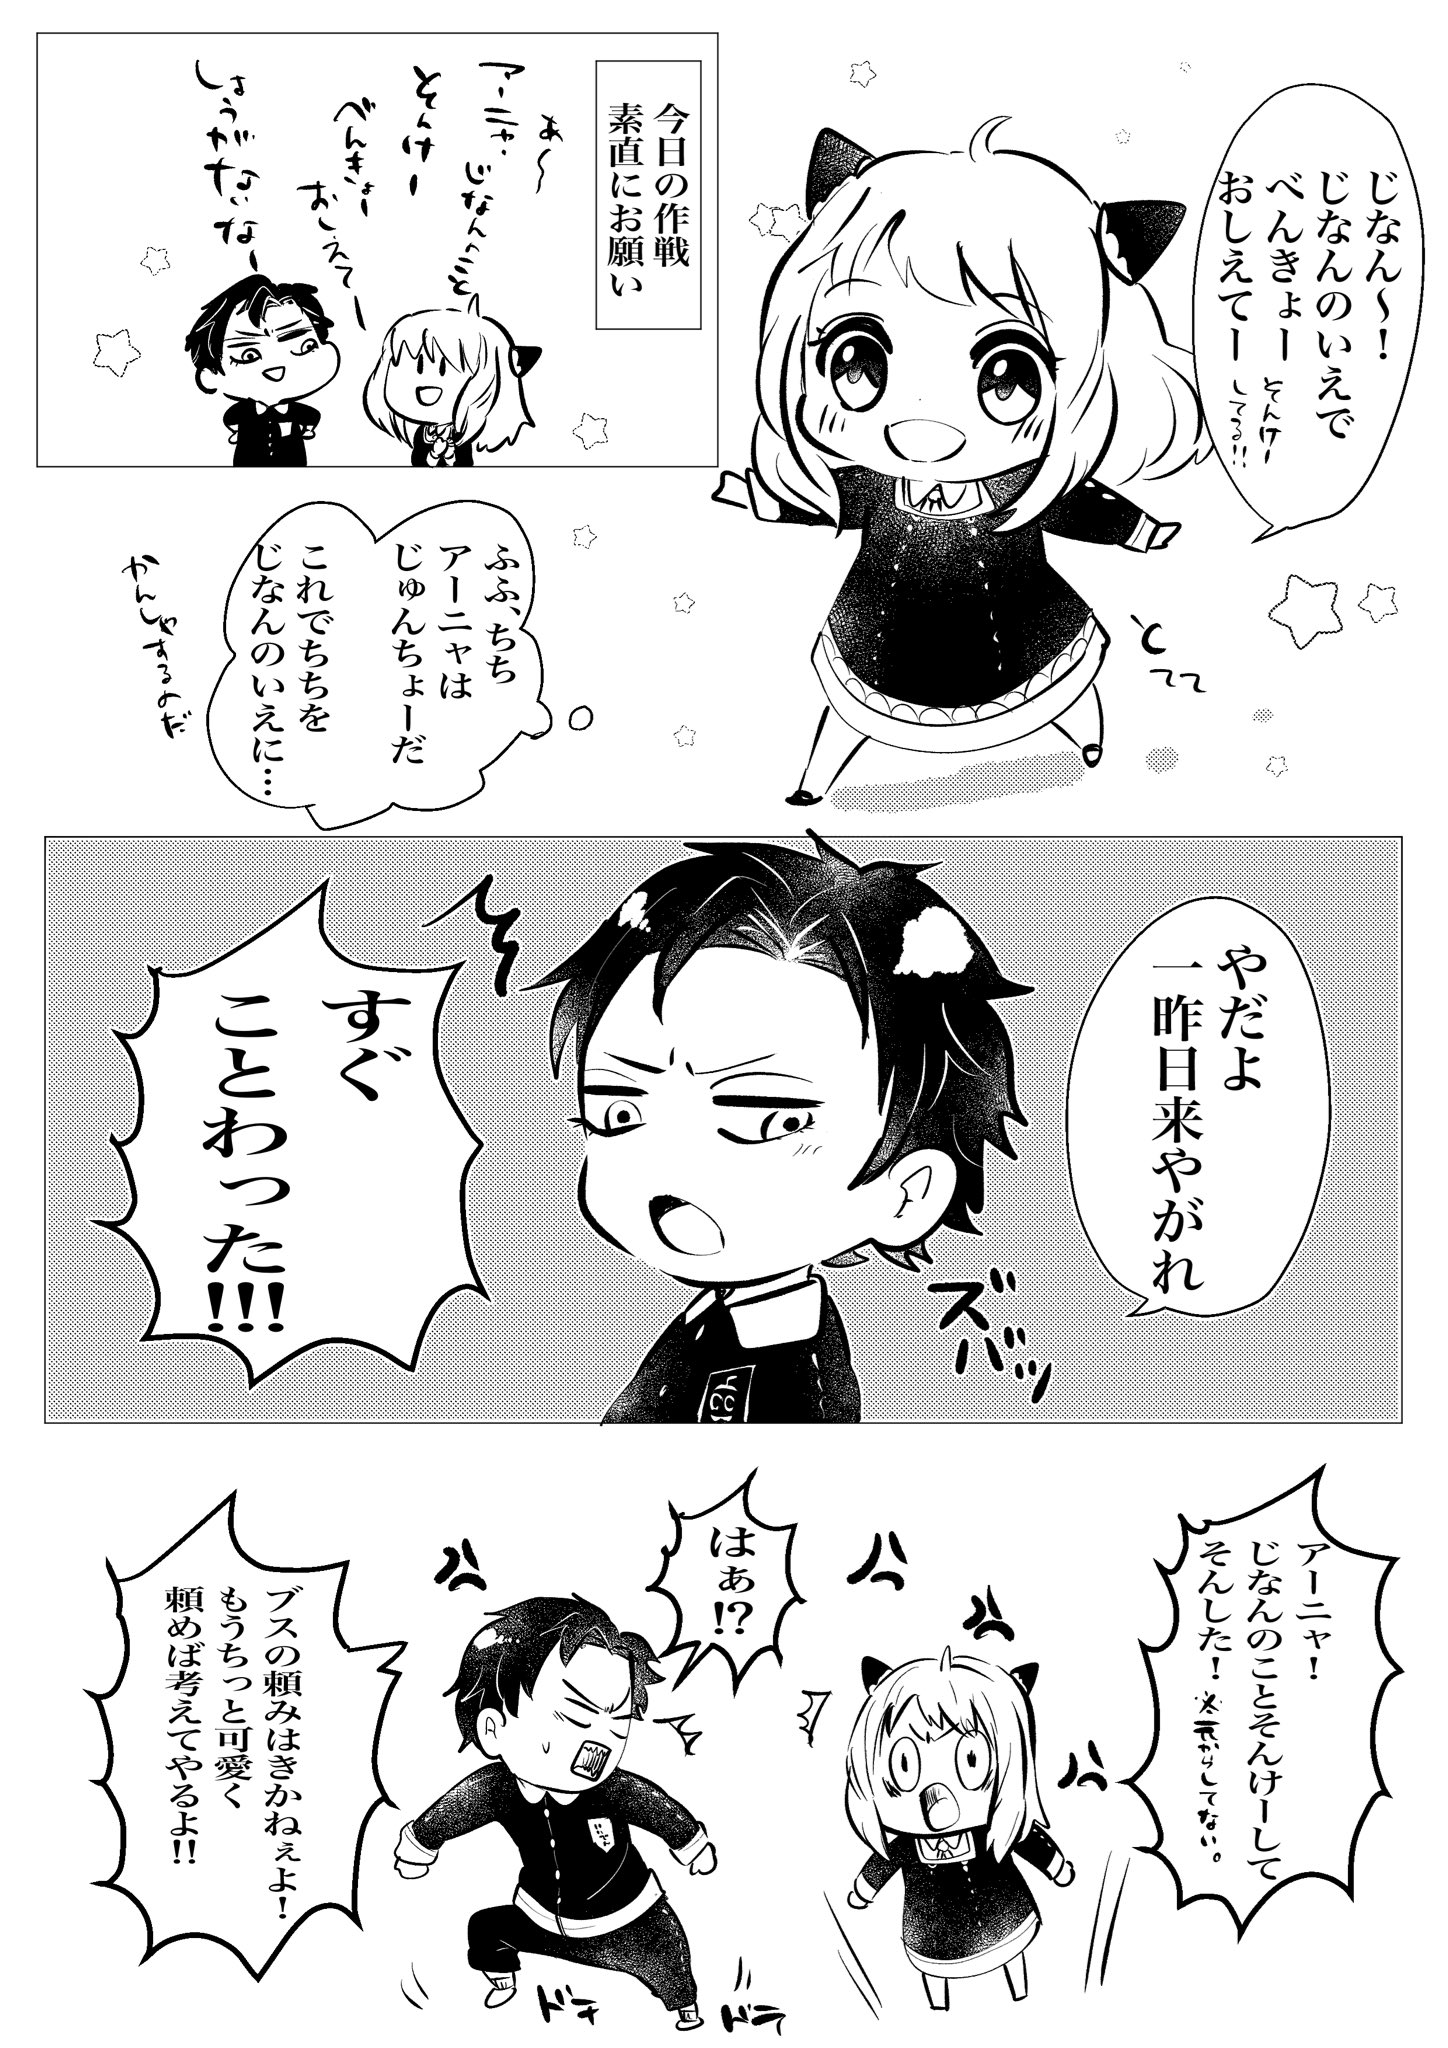 じなん〜！
じなんのいえで
べんきょー
おしえてー
そんけー
してる!!
今日の作戦
素直にお願い
あ〜
アーニャ
じなんのこと
そんけー
べんきょー
おしえてー
しょうがないなー
とてて
ふふ、ちち
アーニャは
じゅんちょーだ
これでちちを
じなんのいえに…
かんしゃするのだ
やだよ
一昨日来やがれ
ズバッ
すぐ
ことわった!!!
アーニャ！
じなんのことそんけーして
そんした！
※元からしてない。
はぁ!?
ブスの頼みはきかねぇよ！
もうちっと可愛く
頼めば考えてやるよ!!
ドテ
ドテ